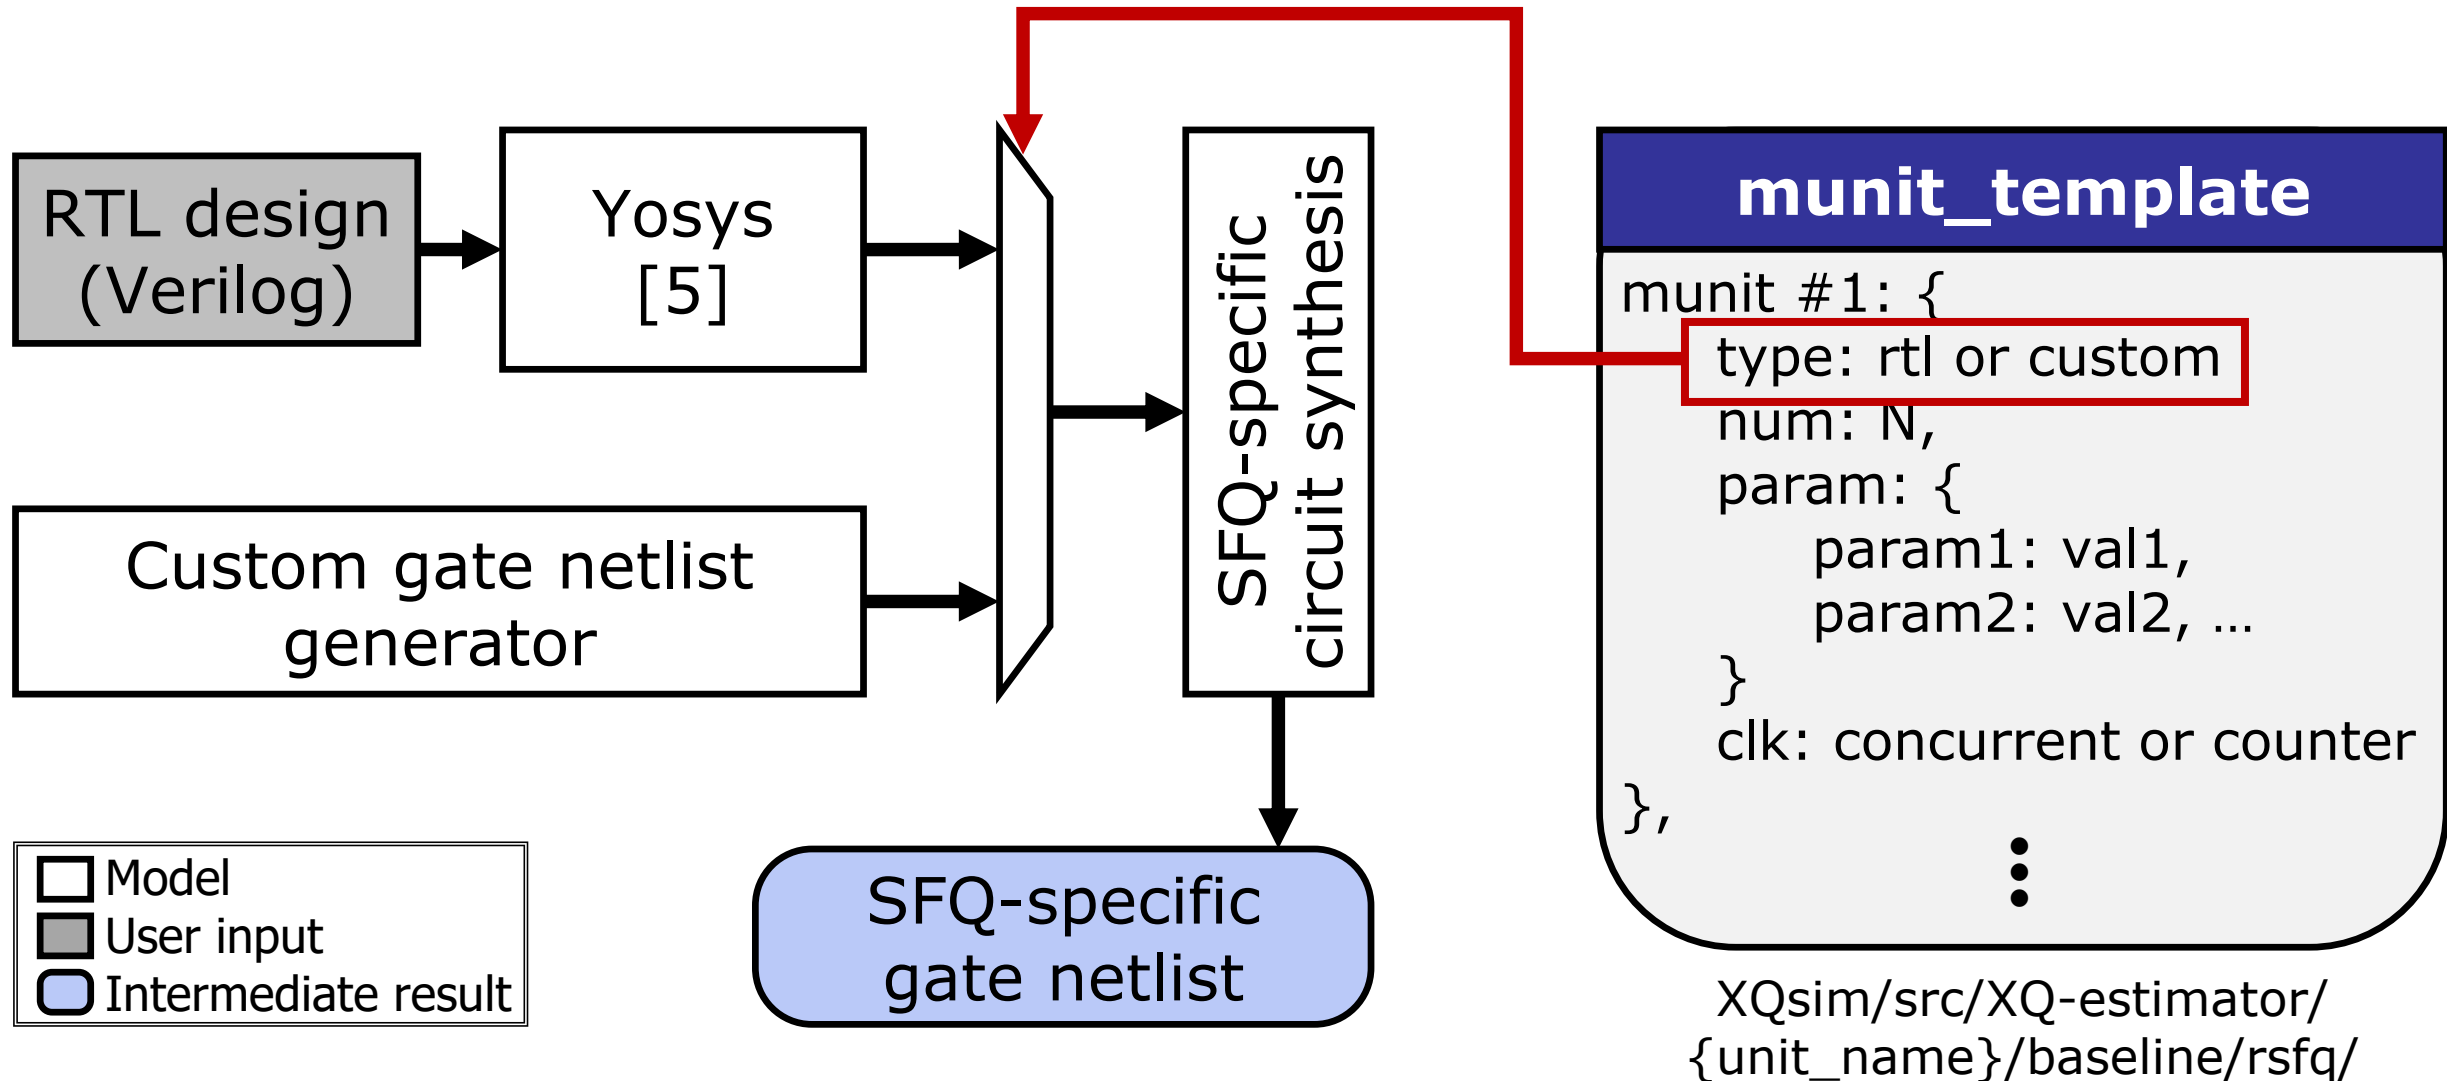 RTL design
(Verilog)
Yosys
[5]
Custom gate netlist
generator
SFQ-specific
circuit synthesis
SFQ-specific
gate netlist
Model
User input
Intermediate result
munit_template
munit #1: {
type: rtl or custom
num: N,
param: {
param1: val1,
param2: val2, …
}
clk: concurrent or counter
},
XQsim/src/XQ-estimator/
{unit_name}/baseline/rsfq/